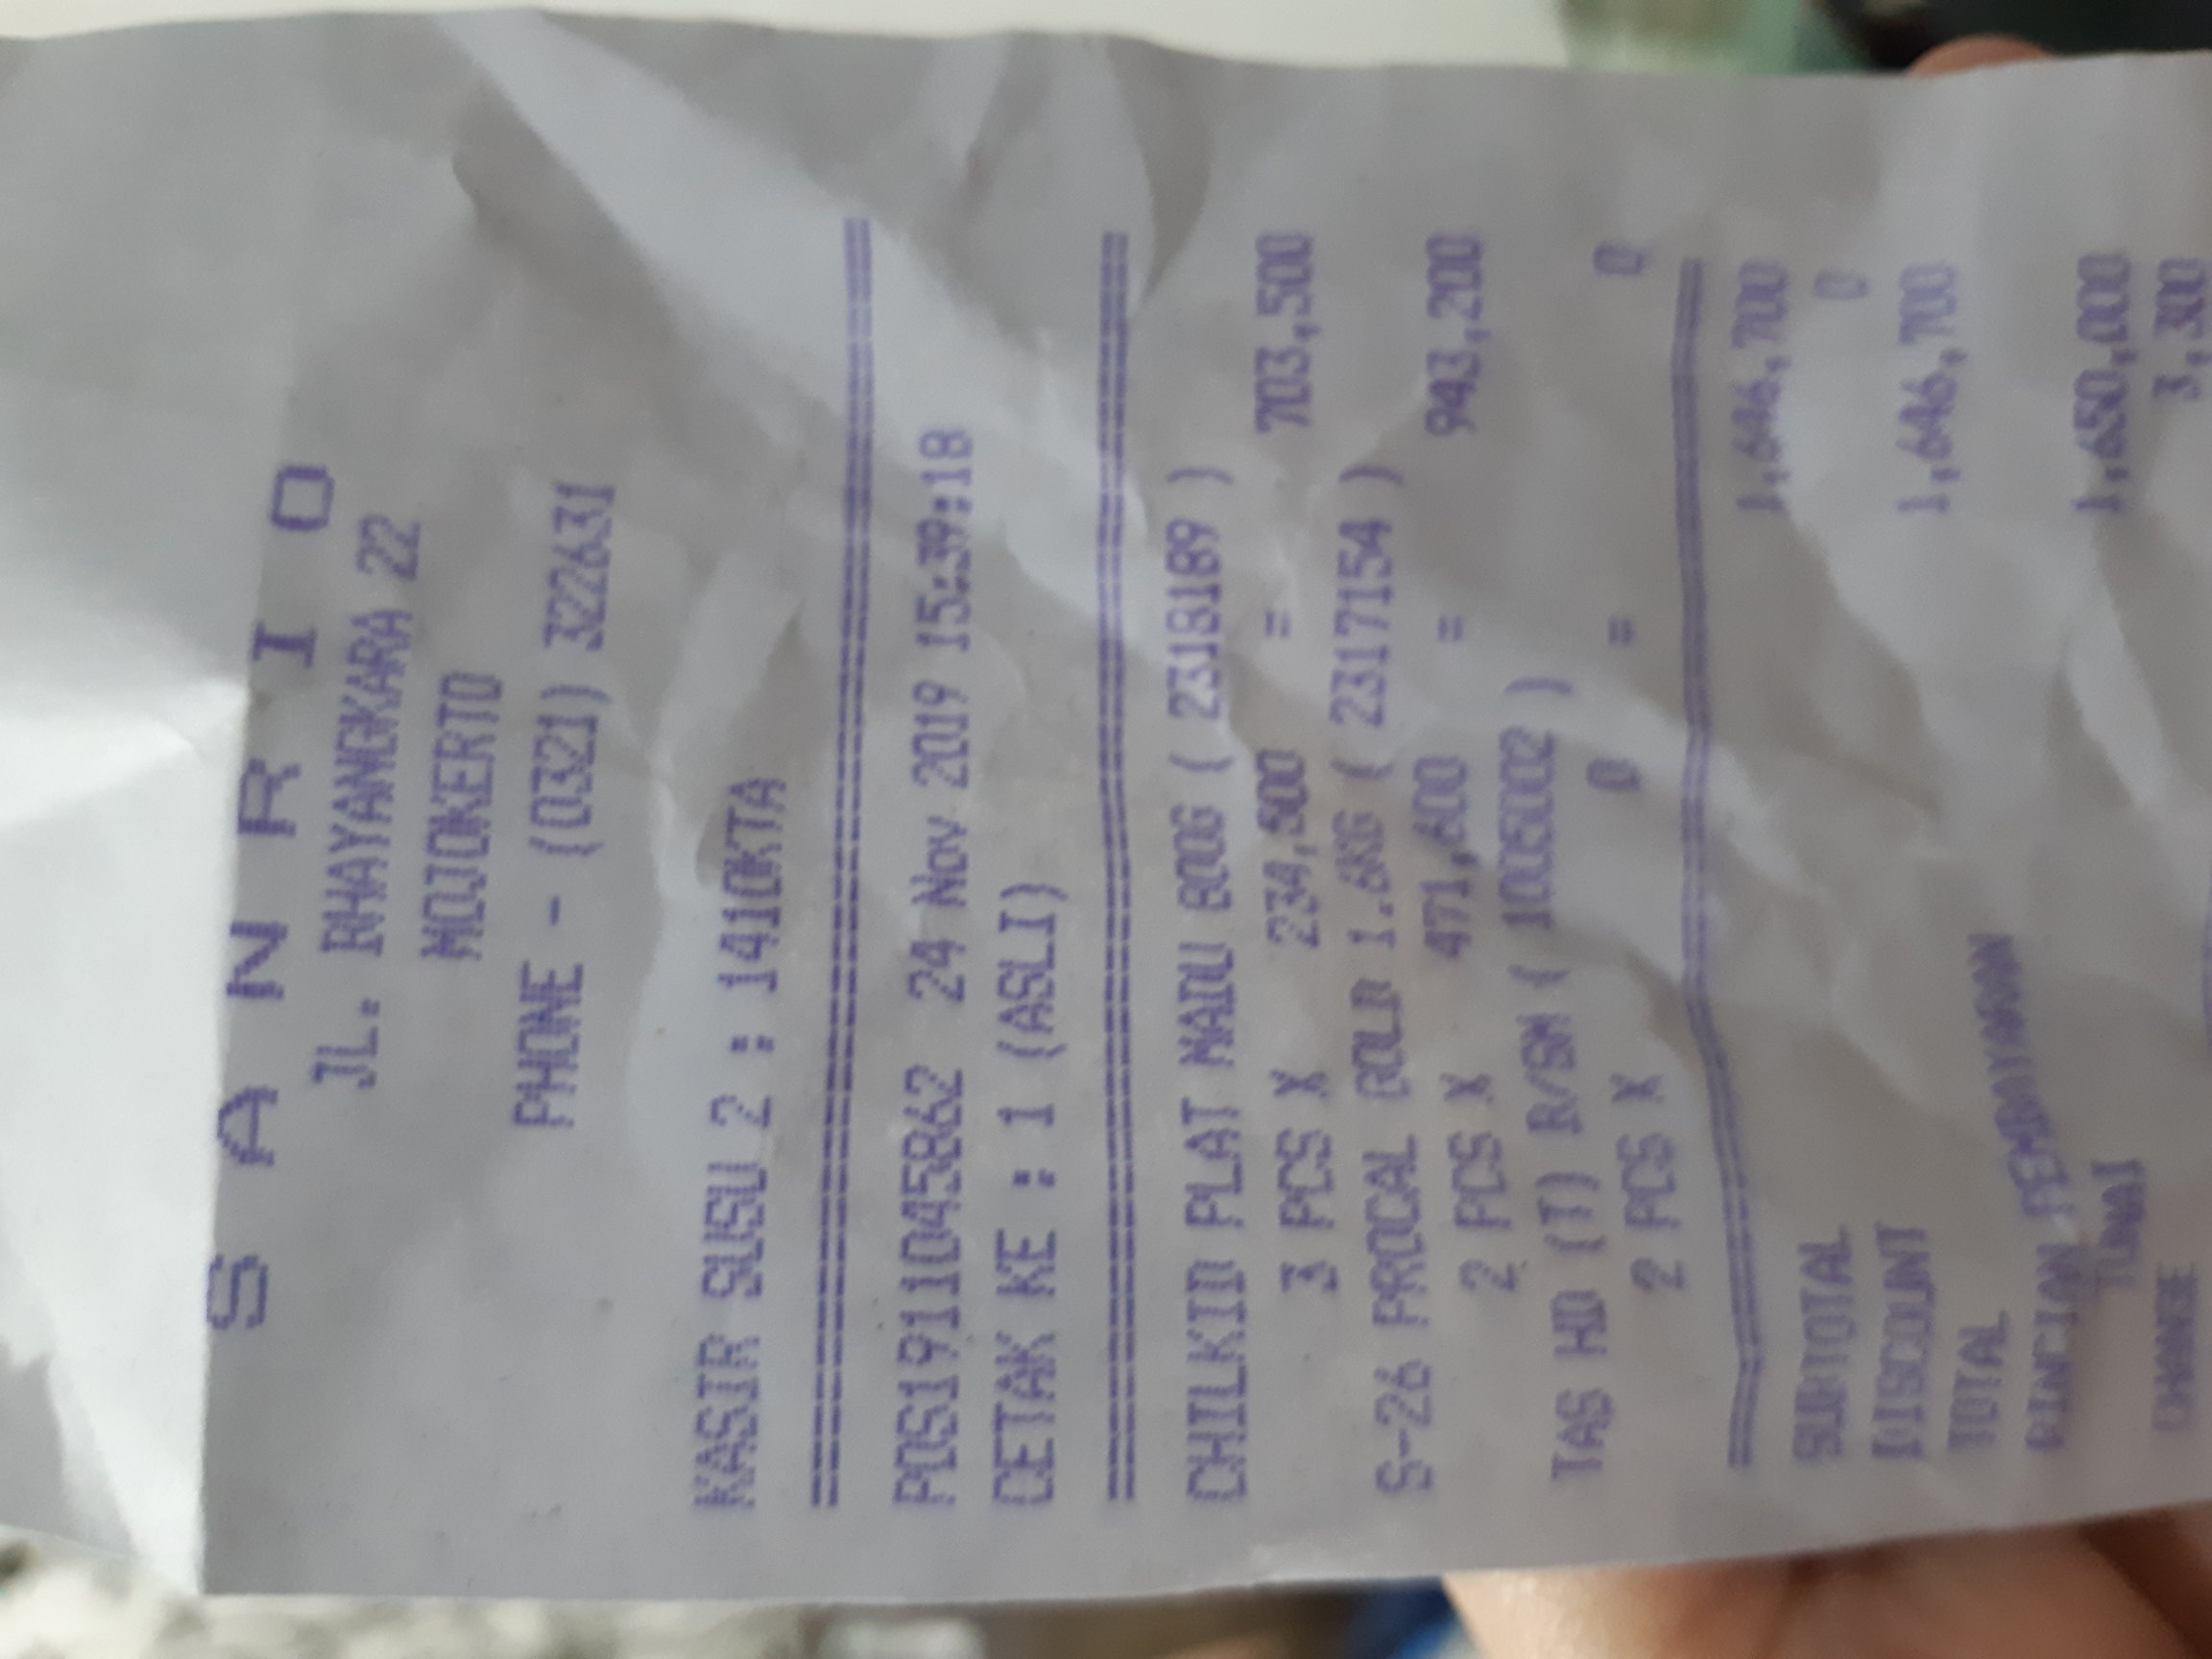 S A N R I O
JL. BHAYANGKARA 22
MOJOKERTO
PHONE - (0321) 322631
KASIR SUSU 2 : 1410KTA
POS1911045862 24 Nov 2019 15:39:18
CETAK KE : 1 (ASLI)
CHILKID PLAT MADU 800G ( 2318189 )
3 PCS X 234,500 = 703,500
S-26 PROCAL GOLD 1.6KG ( 2317154 )
2 PCS X 471,600 = 943,200
TAS HD (T) R/SM ( 1005002 )
2 PCS X 0 = 0
SUBTOTAL 1,646,700
DISCOUNT 0
TOTAL 1,646,700
RINCIAN PEMBAYARAN
TUNAI 1,650,000
CHANGE 3,300